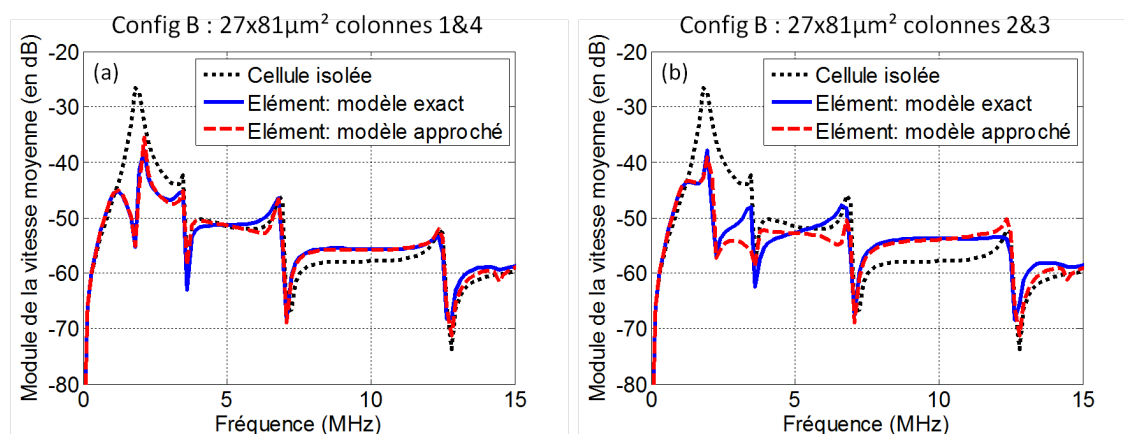 Config B : 27x81µm² colonnes 1&4
(a)
Cellule isolée
Elément: modèle exact
Elément: modèle approché
Module de la vitesse moyenne (en dB)
-20
-30
-40
-50
-60
-70
-80
0
5
10
15
Fréquence (MHz)
Config B : 27x81µm² colonnes 2&3
(b)
Cellule isolée
Elément: modèle exact
Elément: modèle approché
Module de la vitesse moyenne (en dB)
-20
-30
-40
-50
-60
-70
-80
0
5
10
15
Fréquence (MHz)